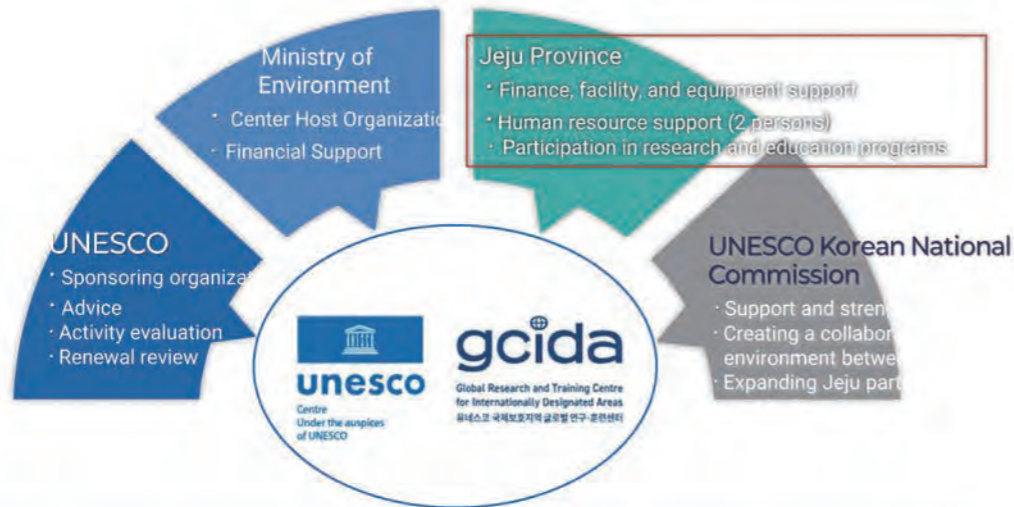 UNESCO
· Sponsoring organizat
· Advice
· Activity evaluation
· Renewal review
Ministry of
Environment
· Center Host Organizatio
· Financial Support
Jeju Province
· Finance, facility, and equipment support
· Human resource support (2 persons)
· Participation in research and education programs
UNESCO Korean National
Commission
· Support and stren
· Creating a collabor
environment betwe
· Expanding Jeju part
unesco
Centre
Under the auspices
of UNESCO
gcida
Global Research and Training Centre
for Internationally Designated Areas
유네스코 국제보호지역 글로벌 연구·훈련센터